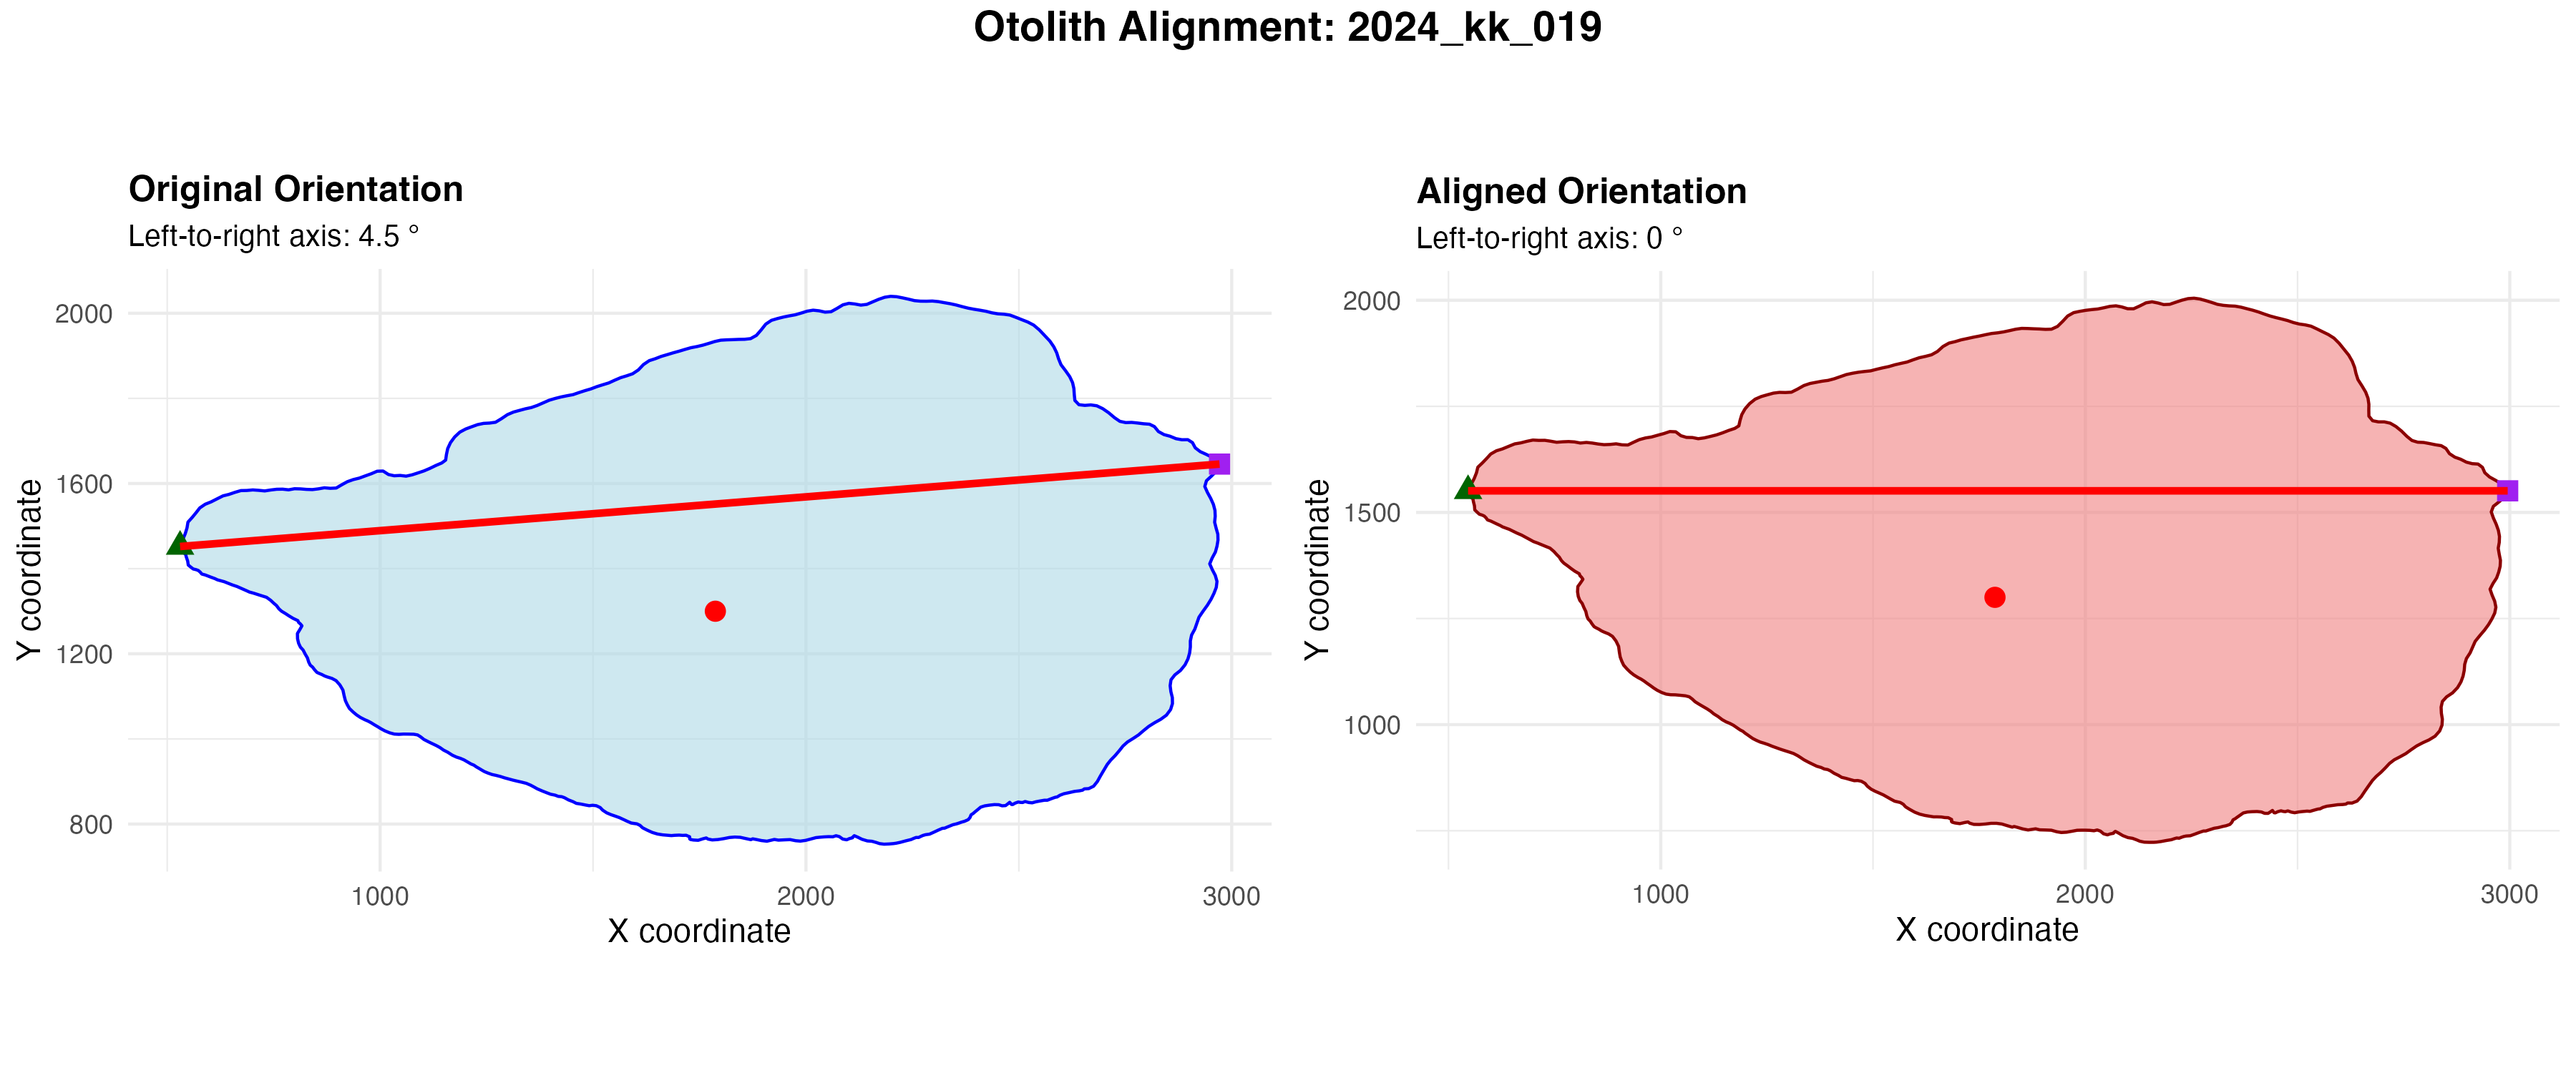 Otolith Alignment: 2024_kk_019
Original Orientation
Left-to-right axis: 4.5 °
2000
1600
1200
800
Y coordinate
1000
2000
3000
X coordinate
Aligned Orientation
Left-to-right axis: 0 °
2000
1500
1000
Y coordinate
1000
2000
3000
X coordinate